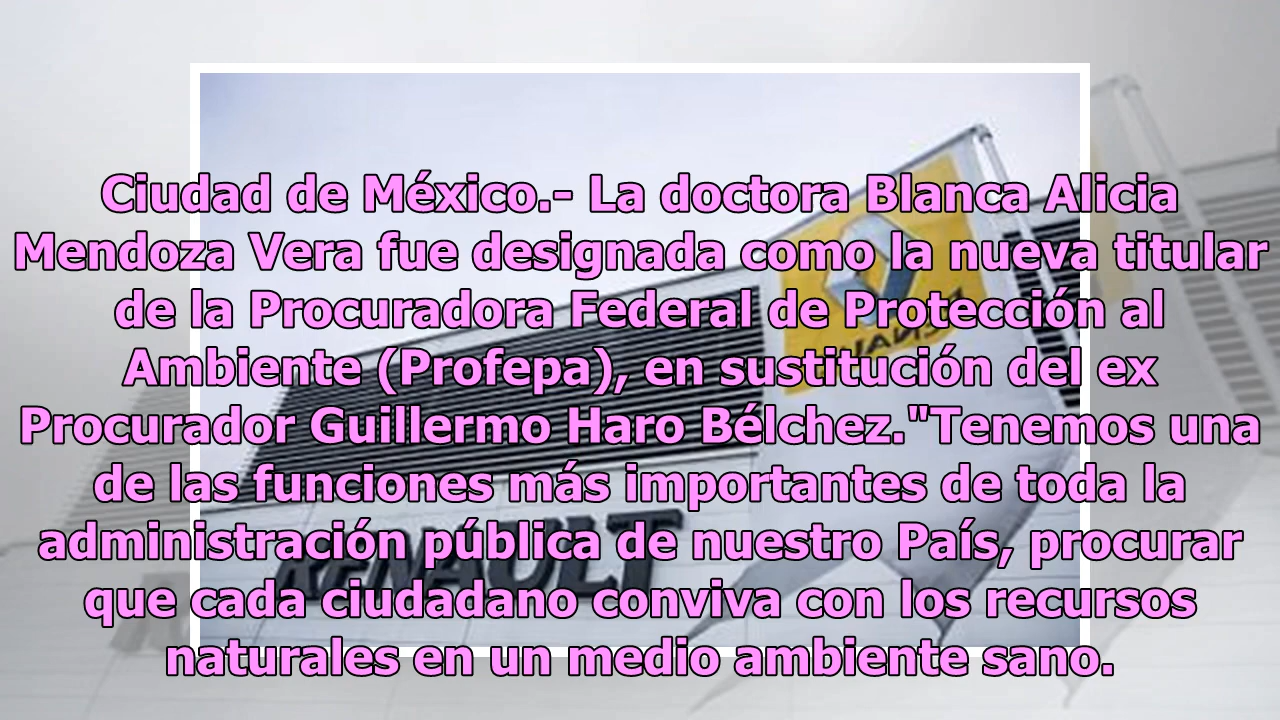 Ciudad de México.- La doctora Blanca Alicia
Mendoza Vera fue designada como la nueva titular
de la Procuradora Federal de Protección al
Ambiente (Profepa), en sustitución del ex
Procurador Guillermo Haro Bélchez."Tenemos una
de las funciones más importantes de toda la
administración pública de nuestro País, procurar
que cada ciudadano conviva con los recursos
naturales en un medio ambiente sano.
RENAULT